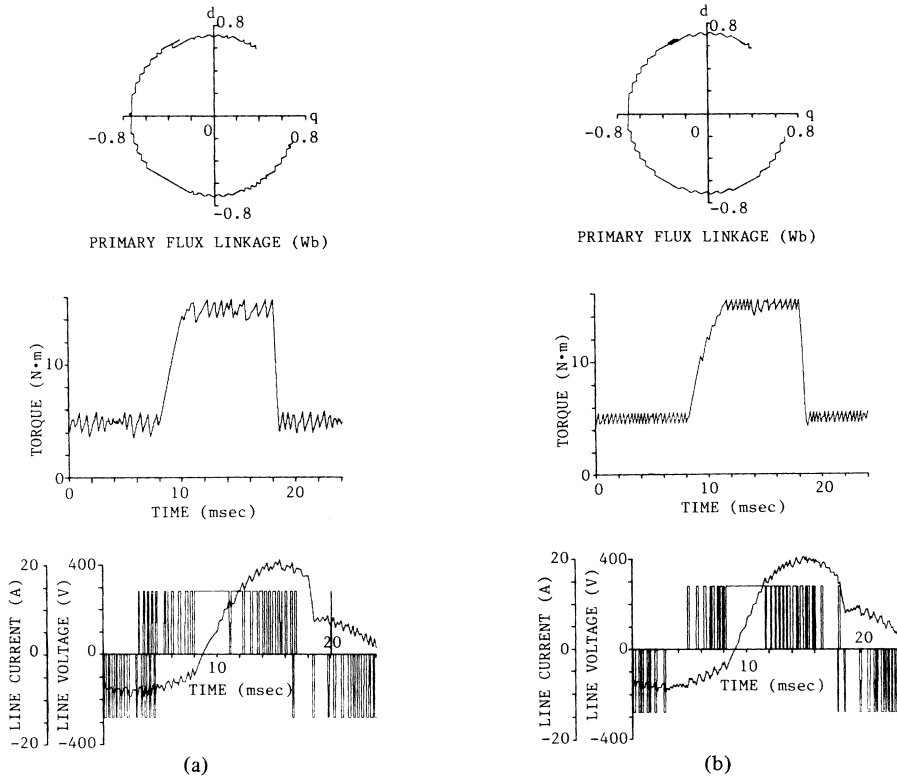 d
0.8
q
-0.8
0
0.8
-0.8
PRIMARY FLUX LINKAGE (Wb)
TORQUE (N•m)
10
0
0
10
20
TIME (msec)
LINE CURRENT (A)
20
0
-20
LINE VOLTAGE (V)
400
0
-400
10
20
TIME (msec)
(a)
d
0.8
q
-0.8
0
0.8
-0.8
PRIMARY FLUX LINKAGE (Wb)
TORQUE (N•m)
10
0
0
10
20
TIME (msec)
LINE CURRENT (A)
20
0
-20
LINE VOLTAGE (V)
400
0
-400
10
20
TIME (msec)
(b)